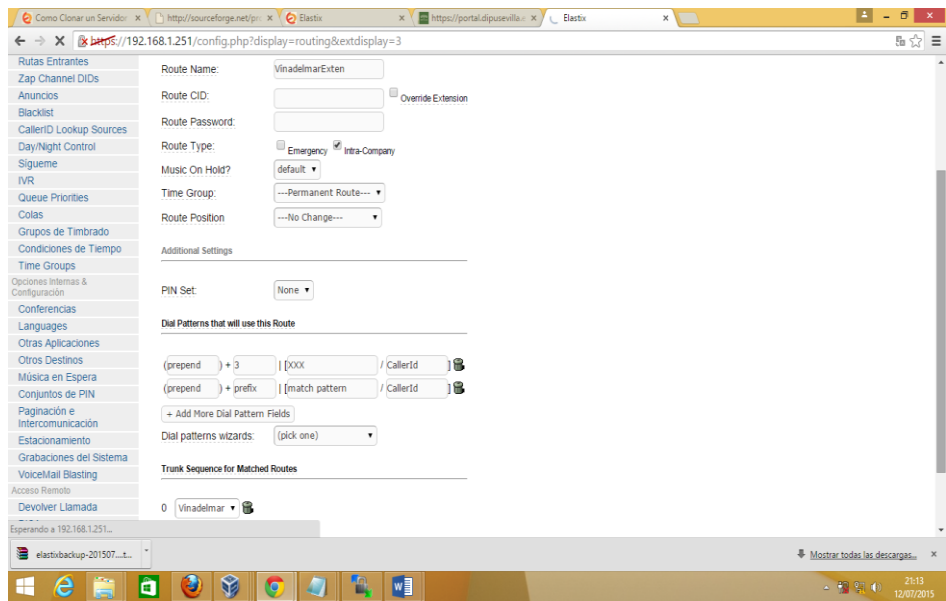 Como Clonar un Servidor
http://sourceforge.net/pro
Elastix
https://portal.dipusevilla.e
Elastix
https://192.168.1.251/config.php?display=routing&extdisplay=3
Rutas Entrantes
Zap Channel DIDs
Anuncios
Blacklist
CallerID Lookup Sources
Day/Night Control
Sígueme
IVR
Queue Priorities
Colas
Grupos de Timbrado
Condiciones de Tiempo
Time Groups
Opciones Internas &
Configuración
Conferencias
Languages
Otras Aplicaciones
Otros Destinos
Música en Espera
Conjuntos de PIN
Paginación e
Intercomunicación
Estacionamiento
Grabaciones del Sistema
VoiceMail Blasting
Acceso Remoto
Devolver Llamada
Esperando a 192.168.1.251...
Route Name: VinadelmarExten
Route CID: Override Extension
Route Password:
Route Type: Emergency Intra-Company
Music On Hold? default
Time Group: ---Permanent Route---
Route Position ---No Change---
Additional Settings
PIN Set: None
Dial Patterns that will use this Route
(prepend ) + 3 | [XXX / CallerId ]
(prepend ) + prefix | [match pattern / CallerId ]
+ Add More Dial Pattern Fields
Dial patterns wizards: (pick one)
Trunk Sequence for Matched Routes
0 Vinadelmar
elastixbackup-201507....t...
Mostrar todas las descargas...
21:13
12/07/2015